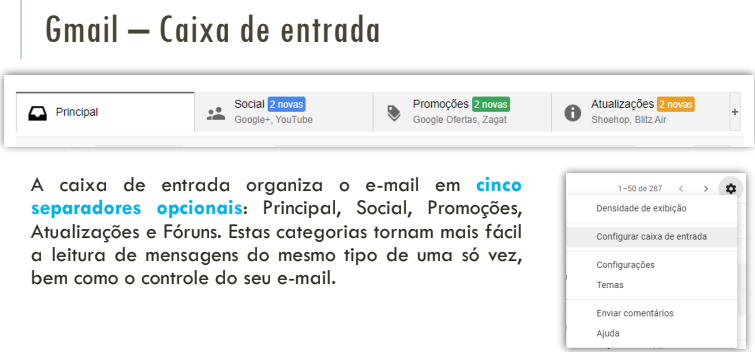 Gmail – Caixa de entrada
Principal
Social 2 novas
Google+, YouTube
Promoções 2 novas
Google Ofertas, Zagat
Atualizações 2 novas
Shoehop, Blitz Air
+
A caixa de entrada organiza o e-mail em cinco
separadores opcionais: Principal, Social, Promoções,
Atualizações e Fóruns. Estas categorias tornam mais fácil
a leitura de mensagens do mesmo tipo de uma só vez,
bem como o controle do seu e-mail.
1–50 de 287 < >
Densidade de exibição
Configurar caixa de entrada
Configurações
Temas
Enviar comentários
Ajuda